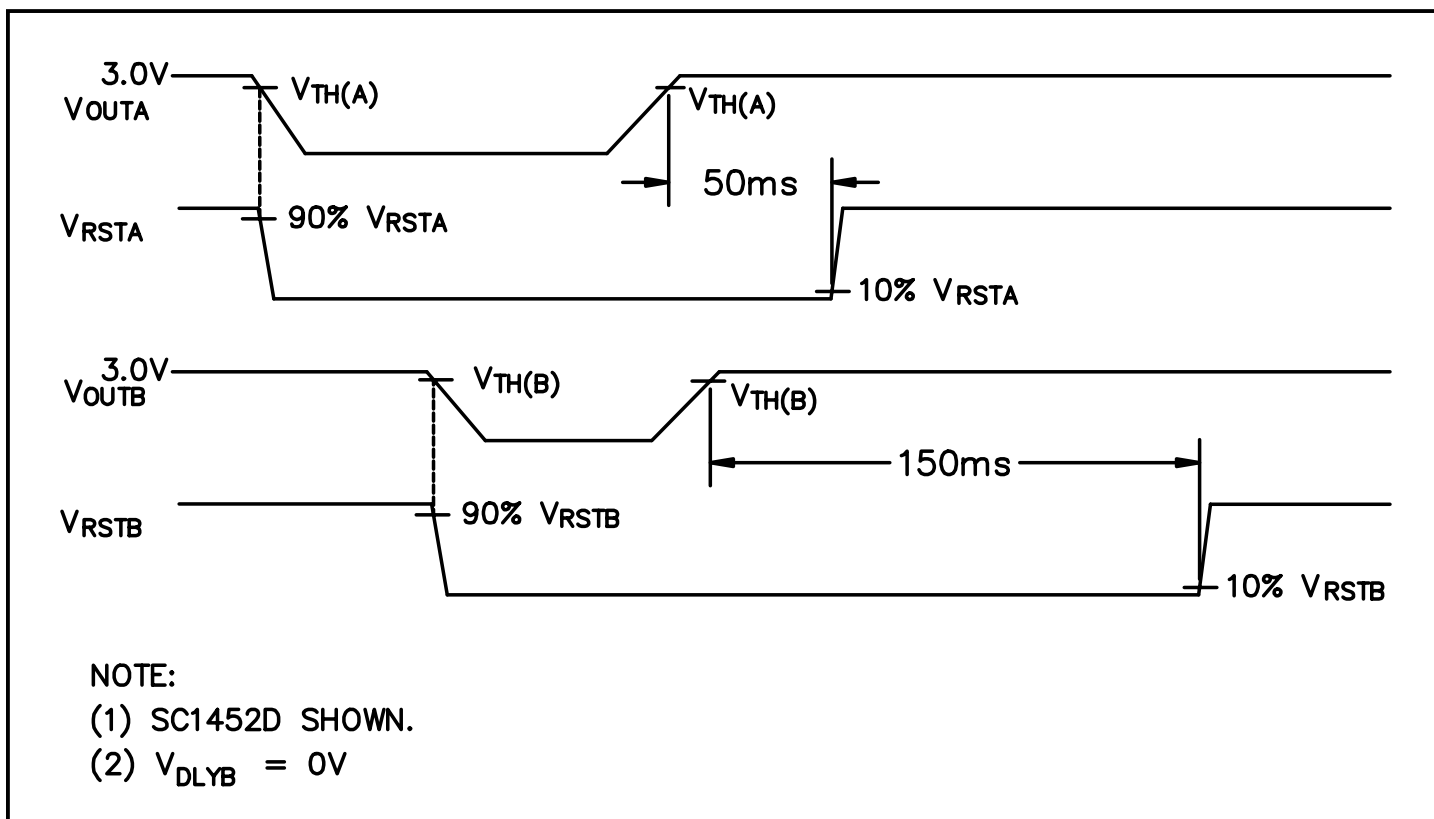 3.0V
VOUTA
VTH(A)
VTH(A)
50ms
VRSTA
90% VRSTA
10% VRSTA
3.0V
VOUTB
VTH(B)
VTH(B)
150ms
VRSTB
90% VRSTB
10% VRSTB
NOTE:
(1) SC1452D SHOWN.
(2) VDLYB = 0V